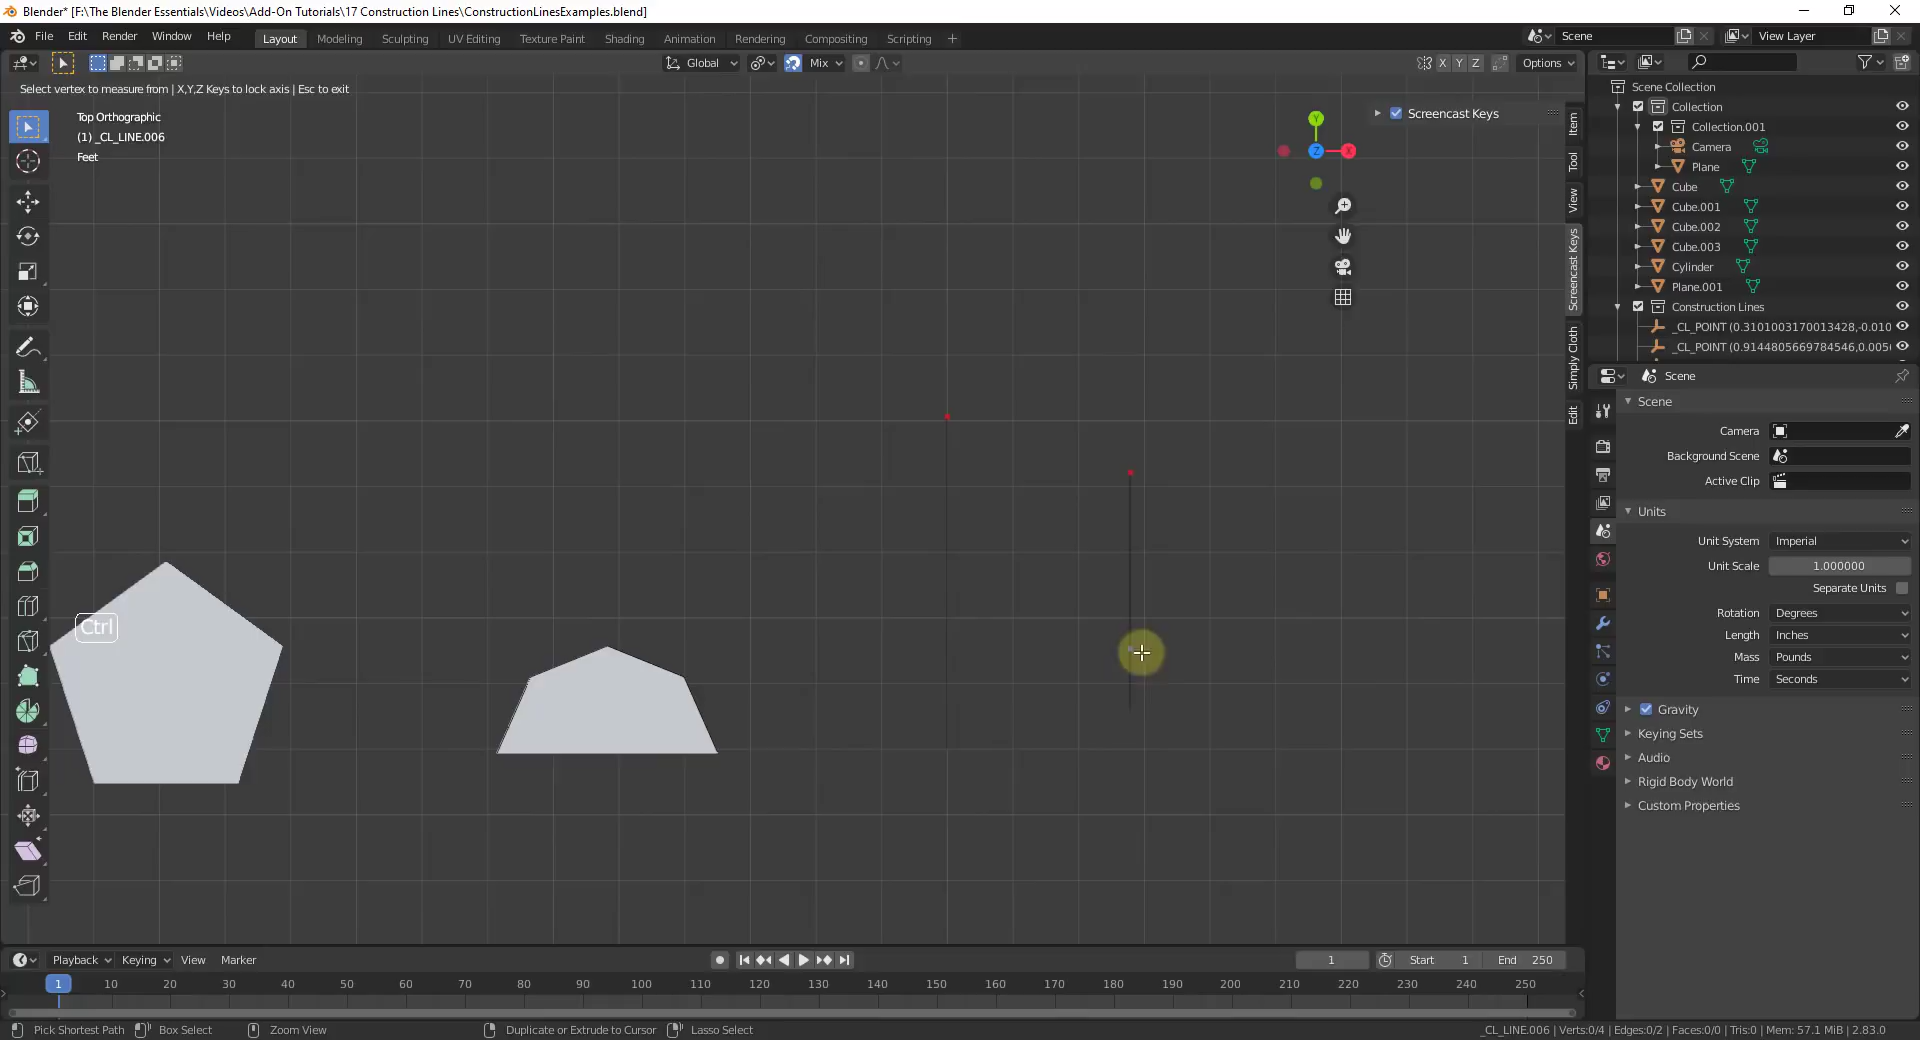 Blender* [F:\The Blender Essentials\Videos\Add-On Tutorials\17 Construction Lines\ConstructionLinesExamples.blend]
File Edit Render Window Help Layout Modeling Sculpting UV Editing Texture Paint Shading Animation Rendering Compositing Scripting + Scene View Layer
Global Mix X Y Z Options
Select vertex to measure from | X,Y,Z Keys to lock axis | Esc to exit
Top Orthographic
(1) _CL_LINE.006
Feet
Y
Z
X
Screencast Keys
Item
Tool
View
Screencast Keys
Simply Cloth
Edit
Ctrl
Scene Collection
Collection
Collection.001
Camera
Plane
Cube
Cube.001
Cube.002
Cube.003
Cylinder
Plane.001
Construction Lines
_CL_POINT (0.3101003170013428,-0.010
_CL_POINT (0.9144805669784546,0.005
Scene
Scene
Camera
Background Scene
Active Clip
Units
Unit System Imperial
Unit Scale 1.000000
Separate Units
Rotation Degrees
Length Inches
Mass Pounds
Time Seconds
Gravity
Keying Sets
Audio
Rigid Body World
Custom Properties
Playback Keying View Marker 1 Start 1 End 250
1 10 20 30 40 50 60 70 80 90 100 110 120 130 140 150 160 170 180 190 200 210 220 230 240 250
Pick Shortest Path Box Select Zoom View Duplicate or Extrude to Cursor Lasso Select _CL_LINE.006 | Verts:0/4 | Edges:0/2 | Faces:0/0 | Tris:0 | Mem: 57.1 MiB | 2.83.0